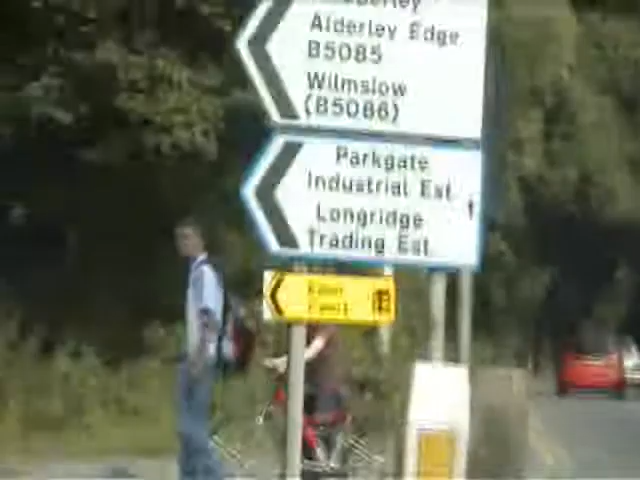 Alderley Edge
B5085
Wilmslow
(B5086)
Parkgate
Industrial Est
Longridge
Trading Est